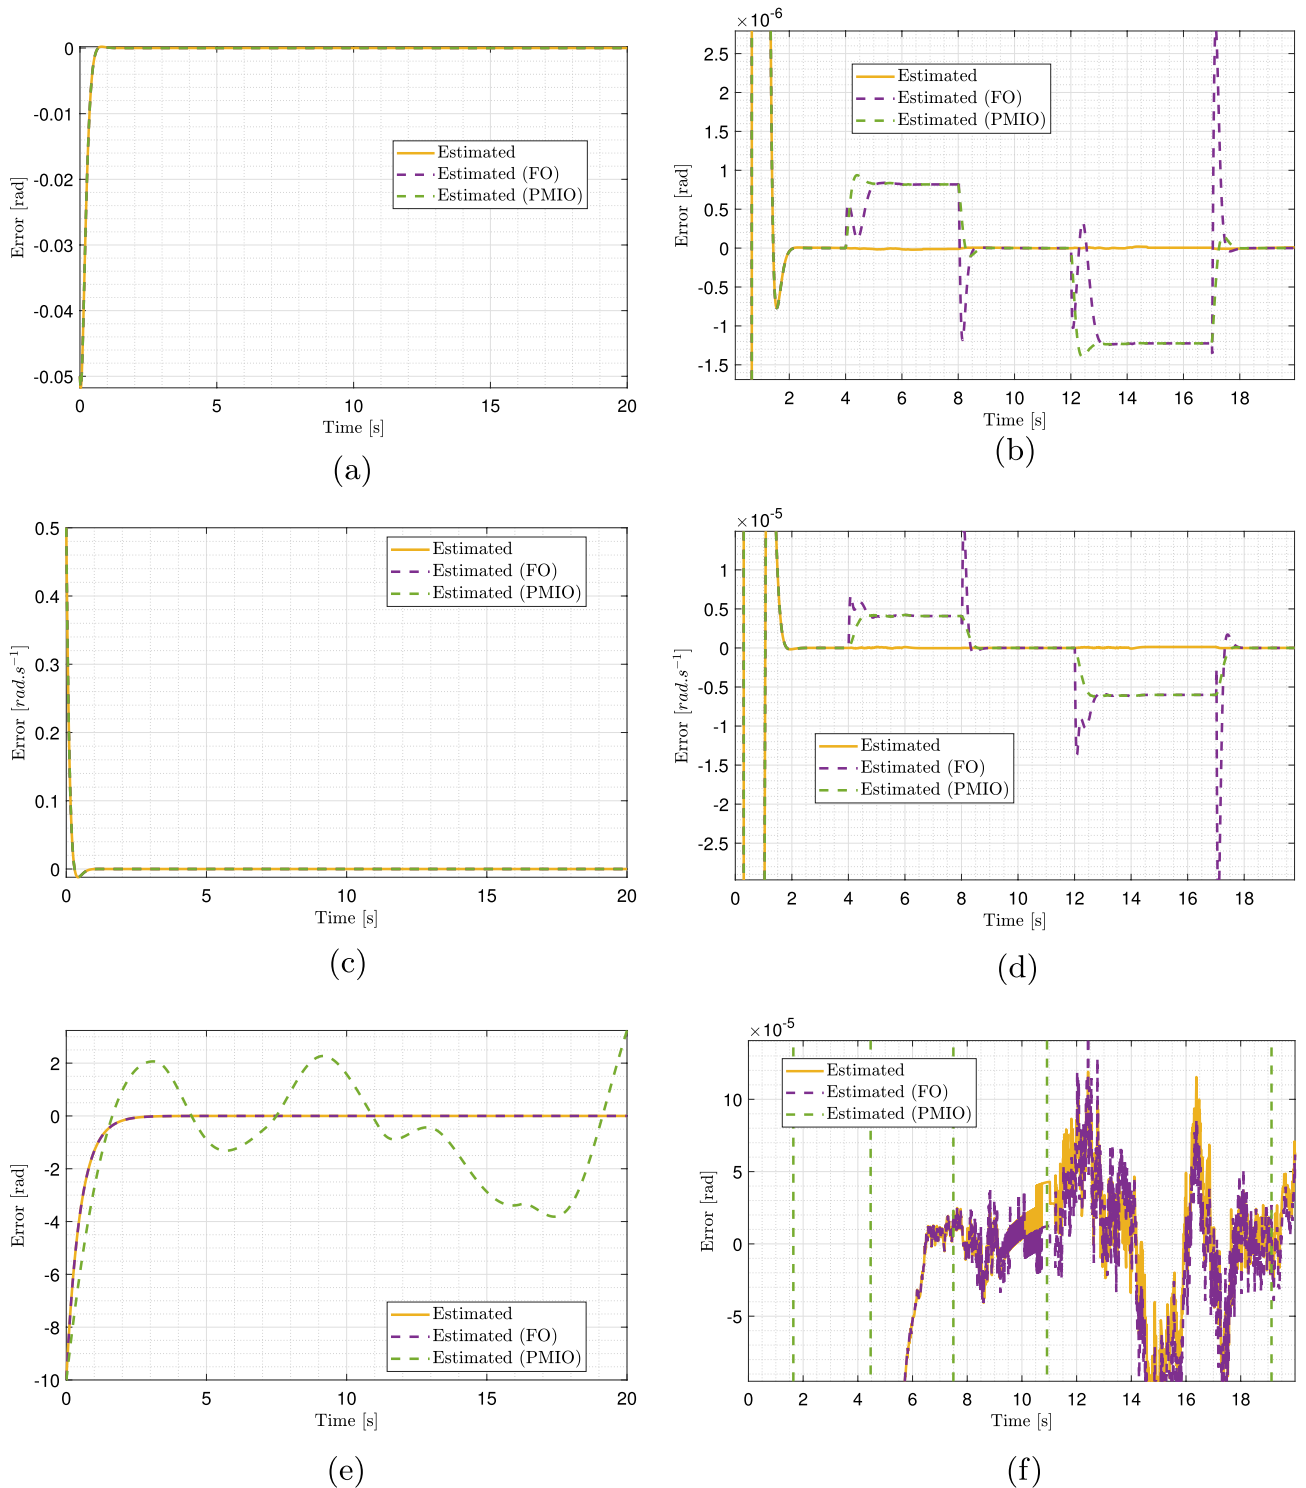 0
-0.01
-0.02
-0.03
-0.04
-0.05
Error [rad]
Estimated
Estimated (FO)
Estimated (PMIO)
0 5 10 15 20
Time [s]
(a)
×10-6
2.5
2
1.5
1
0.5
0
-0.5
-1
-1.5
Error [rad]
Estimated
Estimated (FO)
Estimated (PMIO)
2 4 6 8 10 12 14 16 18
Time [s]
(b)
0.5
0.4
0.3
0.2
0.1
0
Error [rad.s−1]
Estimated
Estimated (FO)
Estimated (PMIO)
0 5 10 15 20
Time [s]
(c)
×10-5
1
0.5
0
-0.5
-1
-1.5
-2
-2.5
Error [rad.s−1]
Estimated
Estimated (FO)
Estimated (PMIO)
0 2 4 6 8 10 12 14 16 18
Time [s]
(d)
2
0
-2
-4
-6
-8
-10
Error [rad]
Estimated
Estimated (FO)
Estimated (PMIO)
0 5 10 15 20
Time [s]
(e)
×10-5
10
5
0
-5
Error [rad]
Estimated
Estimated (FO)
Estimated (PMIO)
0 2 4 6 8 10 12 14 16 18
Time [s]
(f)